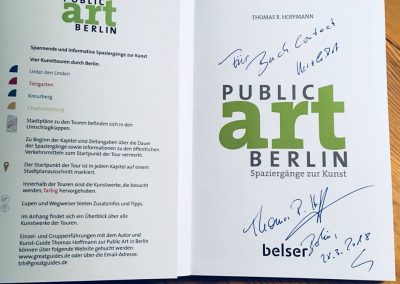 PUBLIC
art
BERLIN
Spannende und informative Spaziergänge zur Kunst
Vier Kunsttouren durch Berlin:
Unter den Linden
Tiergarten
Kreuzberg
Charlottenburg
Stadtpläne zu den Touren befinden sich in den
Umschlagklappen.
Zu Beginn der Kapitel sind Zeitangaben über die Dauer
der Spaziergänge sowie Informationen zu den öffentlichen
Verkehrsmitteln zum Startpunkt der Tour vermerkt.
Der Startpunkt der Tour ist in jedem Kapitel auf einem
Stadtplanausschnitt markiert.
Innerhalb der Touren sind die Kunstwerke, die besucht
werden, farbig hervorgehoben.
Lupen und Wegweiser bieten Zusatzinfos und Tipps.
Im Anhang findet sich ein Überblick über alle
Kunstwerke der Touren.
Einzel- und Gruppenführungen mit dem Autor und
Kunst-Guide Thomas Hoffmann zur Public Art in Berlin
können über folgende Website gebucht werden:
www.greatguides.de oder über die Email-Adresse:
trh@greatguides.de
THOMAS R. HOFFMANN
Für Buch Contact
PUBLIC
art
BERLIN
Spaziergänge zur Kunst
Thomas R. Hoff
belser
Berlin,
28.2.2018